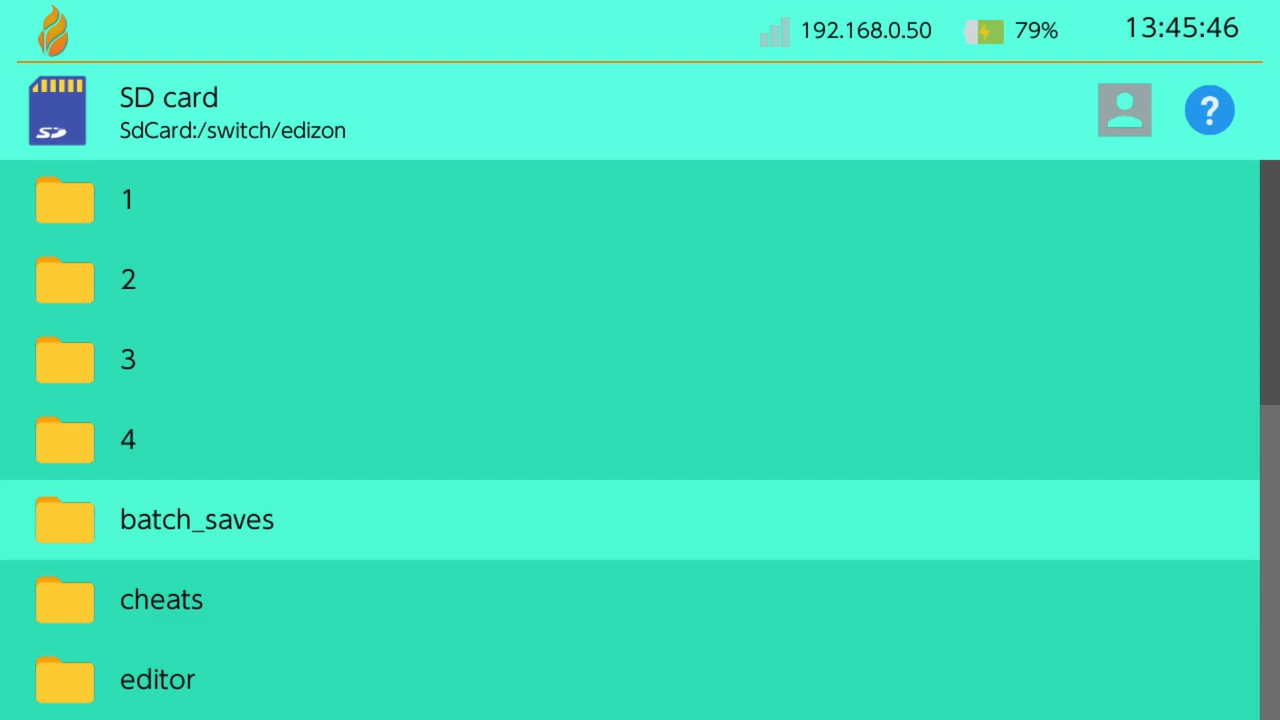 192.168.0.50 79% 13:45:46
SD card
SdCard:/switch/edizon
?
1
2
3
4
batch_saves
cheats
editor